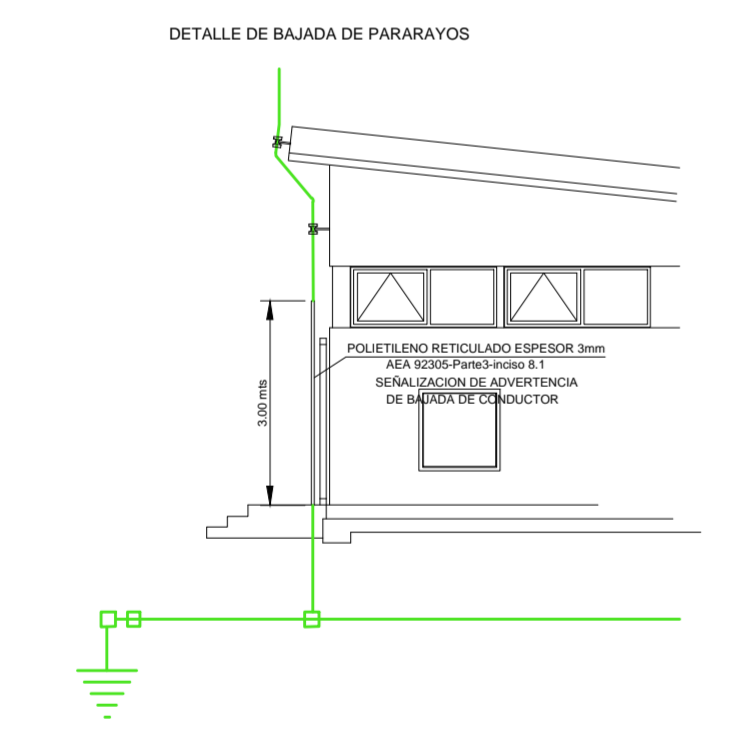 DETALLE DE BAJADA DE PARARAYOS
POLIETILENO RETICULADO ESPESOR 3mm
AEA 92305-Parte3-inciso 8.1
SEÑALIZACION DE ADVERTENCIA
DE BAJADA DE CONDUCTOR
3.00 mts